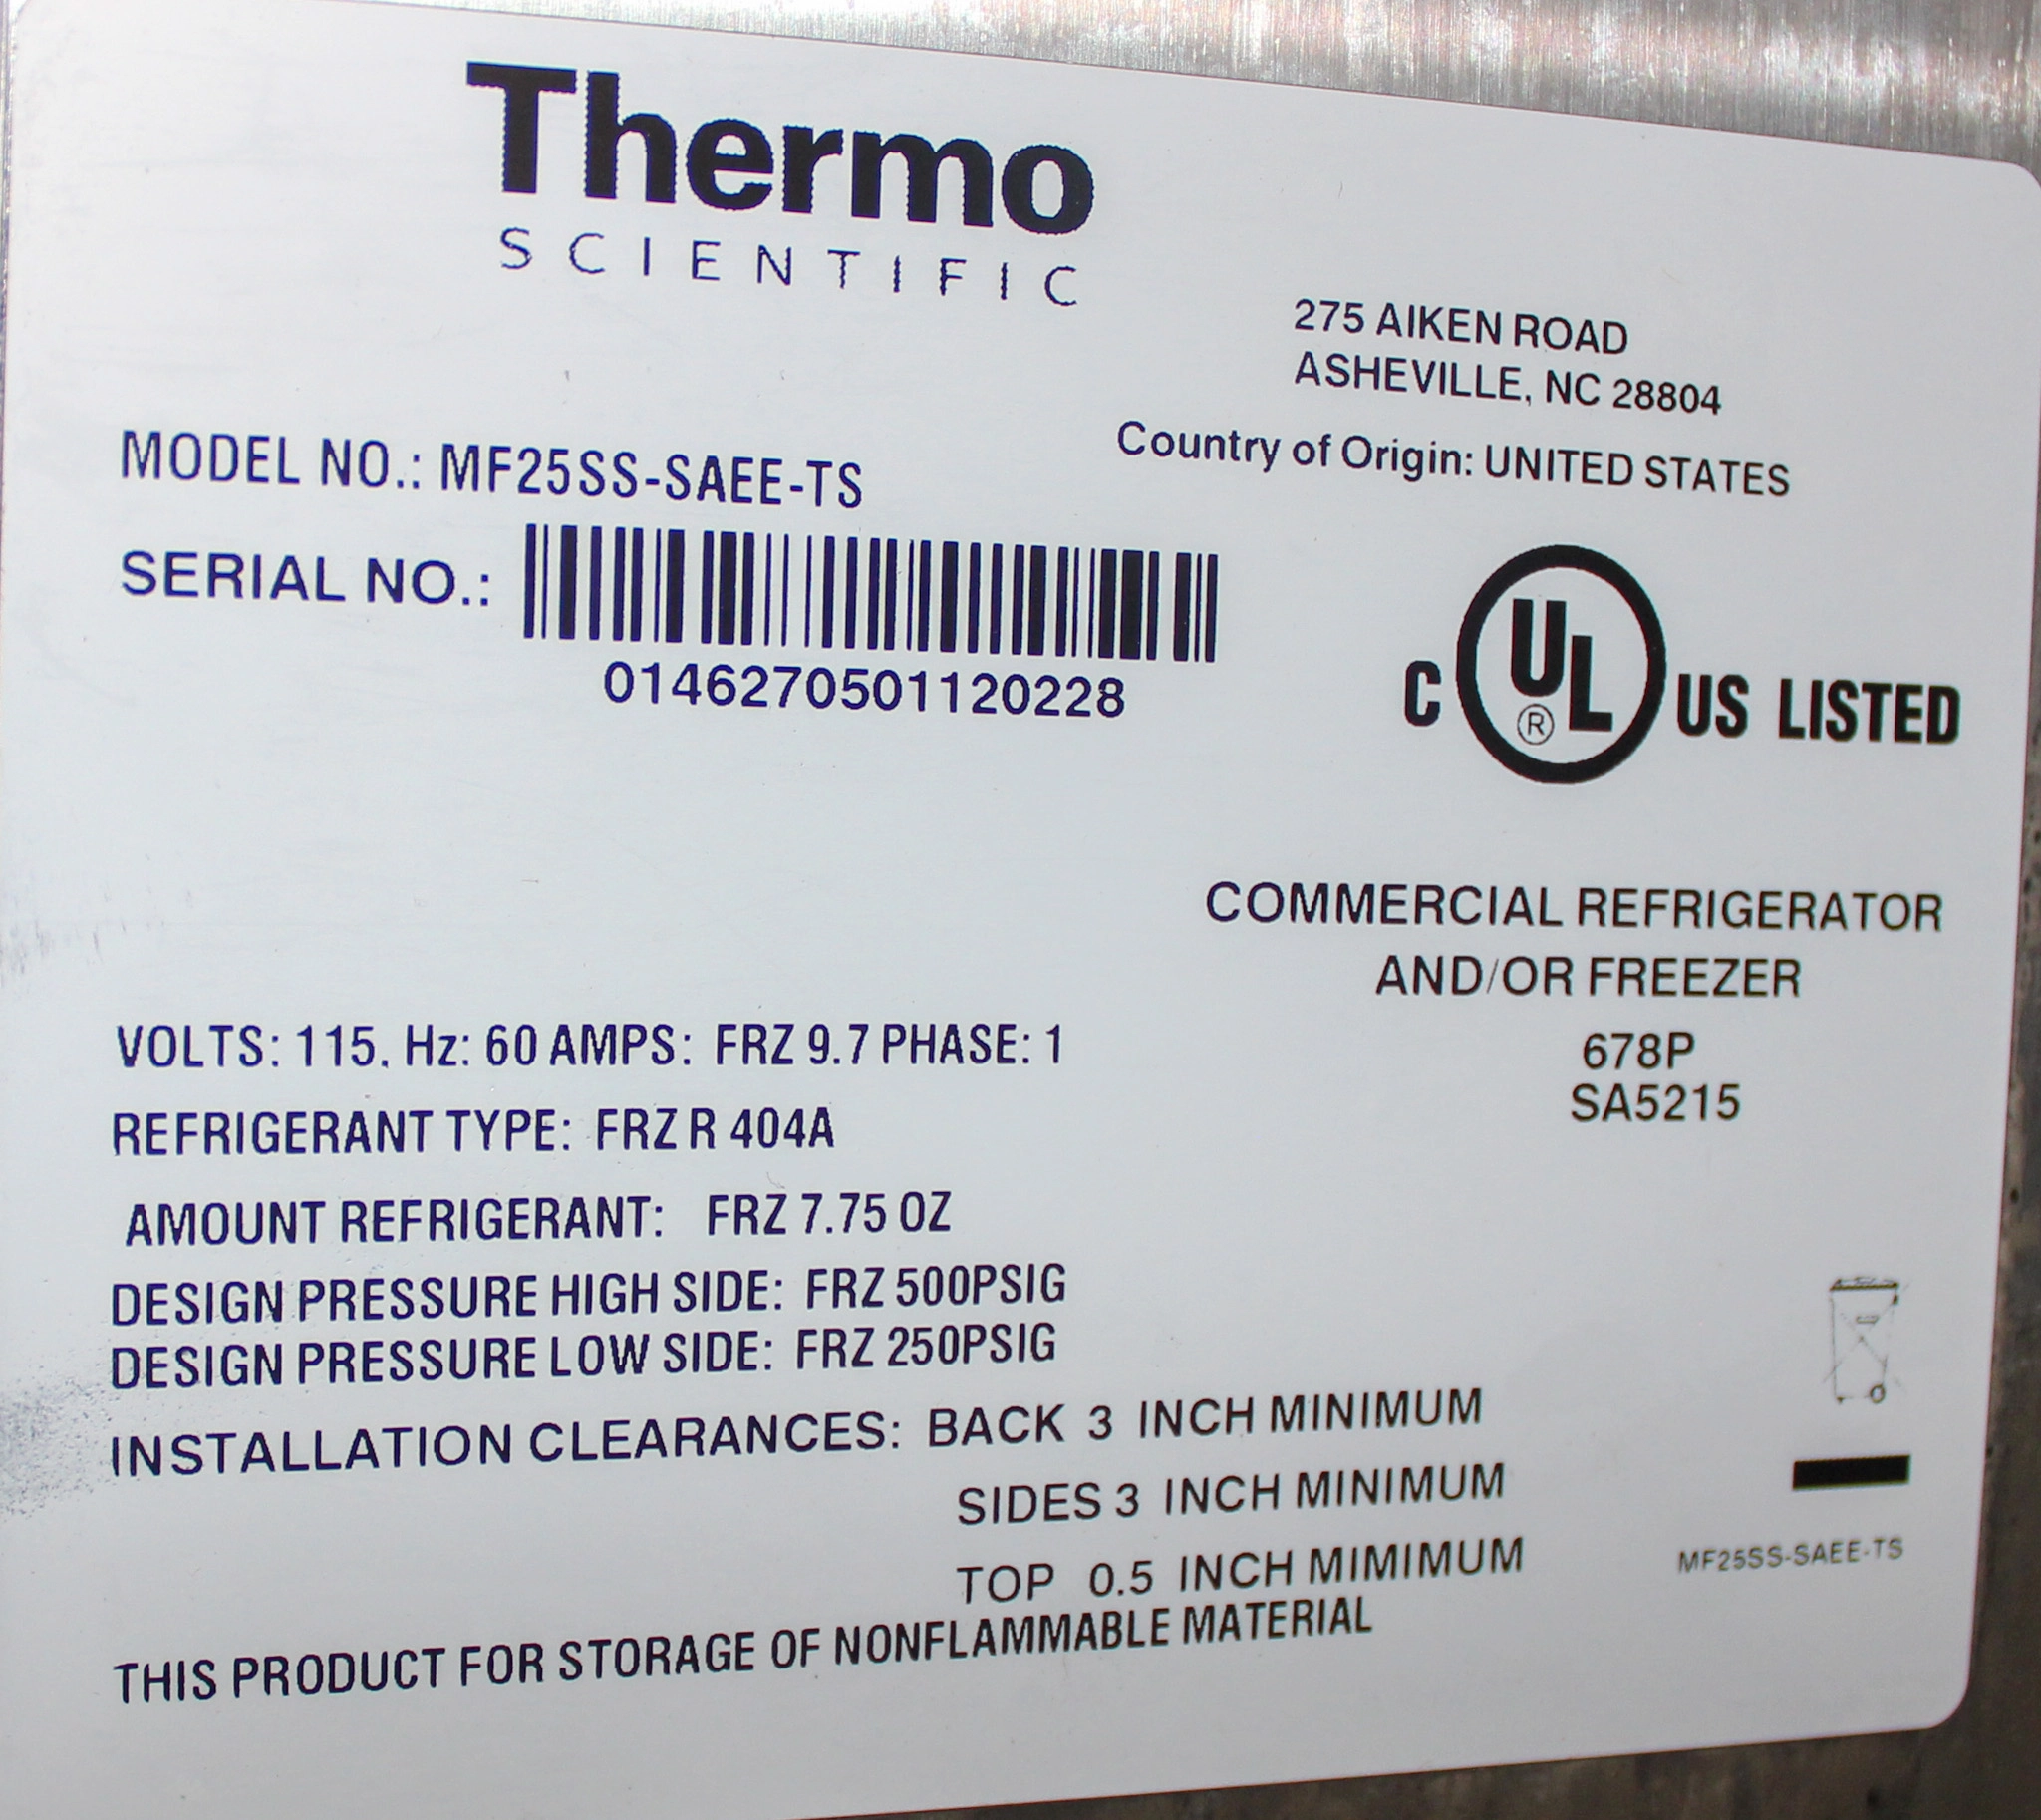 Thermo
SCIENTIFIC
275 AIKEN ROAD
ASHEVILLE, NC 28804
Country of Origin: UNITED STATES
MODEL NO.: MF25SS-SAEE-TS
SERIAL NO.:
0146270501120228
C UL ® US LISTED
COMMERCIAL REFRIGERATOR
AND/OR FREEZER
678P
SA5215
VOLTS: 115, Hz: 60 AMPS: FRZ 9.7 PHASE: 1
REFRIGERANT TYPE: FRZ R 404A
AMOUNT REFRIGERANT: FRZ 7.75 OZ
DESIGN PRESSURE HIGH SIDE: FRZ 500PSIG
DESIGN PRESSURE LOW SIDE: FRZ 250PSIG
INSTALLATION CLEARANCES: BACK 3 INCH MINIMUM
SIDES 3 INCH MINIMUM
TOP 0.5 INCH MIMIMUM
MF25SS-SAEE-TS
THIS PRODUCT FOR STORAGE OF NONFLAMMABLE MATERIAL